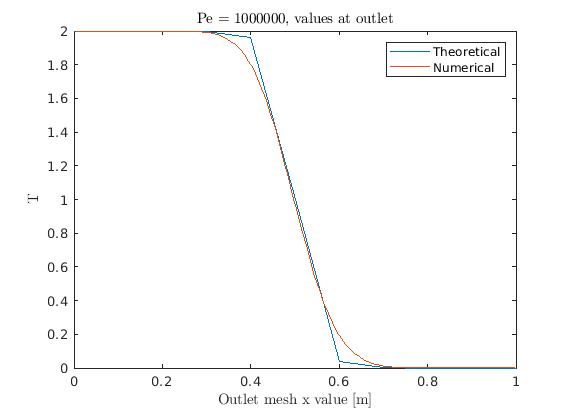 Pe = 1000000, values at outlet
Theoretical
Numerical
2
1.8
1.6
1.4
1.2
1
0.8
0.6
0.4
0.2
0
T
0 0.2 0.4 0.6 0.8 1
Outlet mesh x value [m]